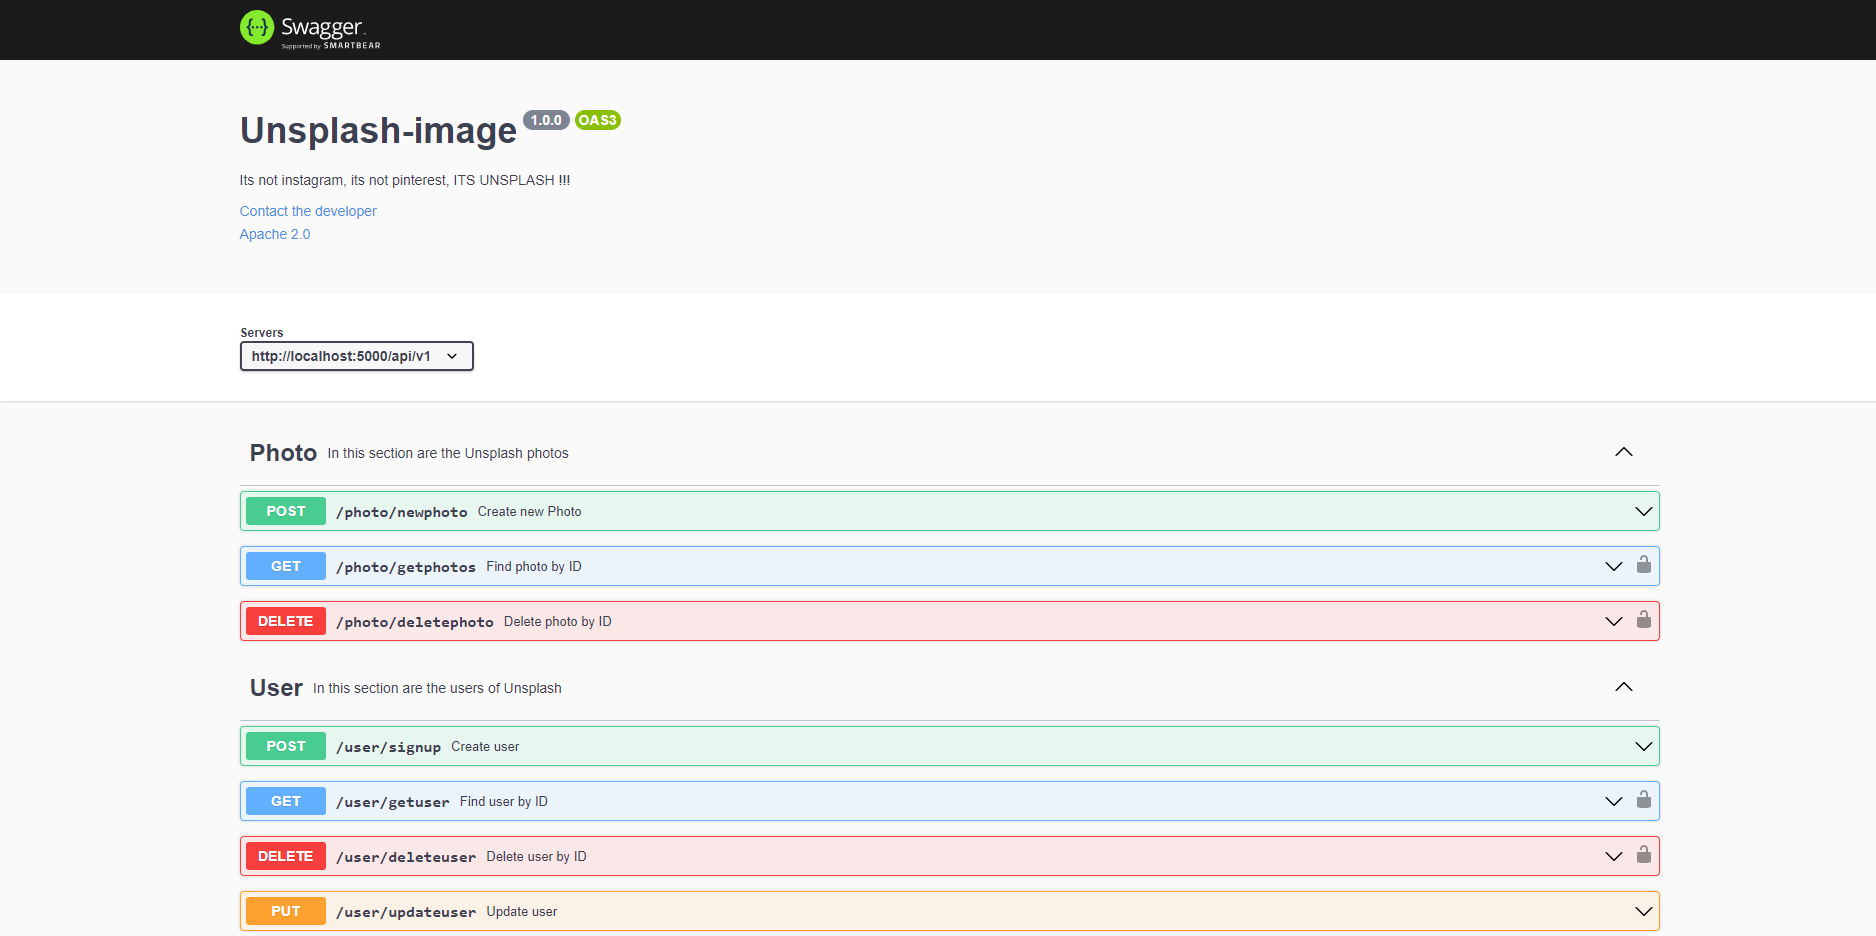 Swagger
Supported by SMARTBEAR
Unsplash-image 1.0.0 OAS3
Its not instagram, its not pinterest, ITS UNSPLASH !!!
Contact the developer
Apache 2.0
Servers
http://localhost:5000/api/v1
Photo In this section are the Unsplash photos
POST /photo/newphoto Create new Photo
GET /photo/getphotos Find photo by ID
DELETE /photo/deletephoto Delete photo by ID
User In this section are the users of Unsplash
POST /user/signup Create user
GET /user/getuser Find user by ID
DELETE /user/deleteuser Delete user by ID
PUT /user/updateuser Update user